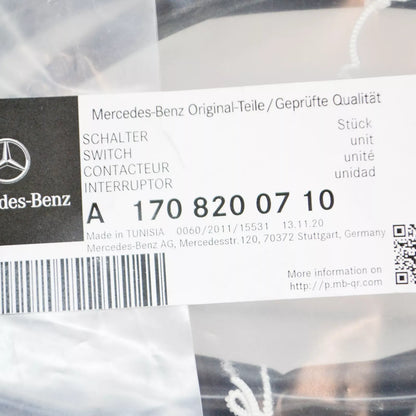 Mercedes-Benz Original-Teile/Geprüfte Qualität
SCHALTER Stück
SWITCH unit
CONTACTEUR unité
INTERRUPTOR unidad
des-Benz
A 170 820 07 10
Made in TUNISIA 0060/2011/15531 13.11.20
Mercedes-Benz AG, Mercedesstr.120, 70372 Stuttgart, Germany
More information on
http://p.mb-qr.com/